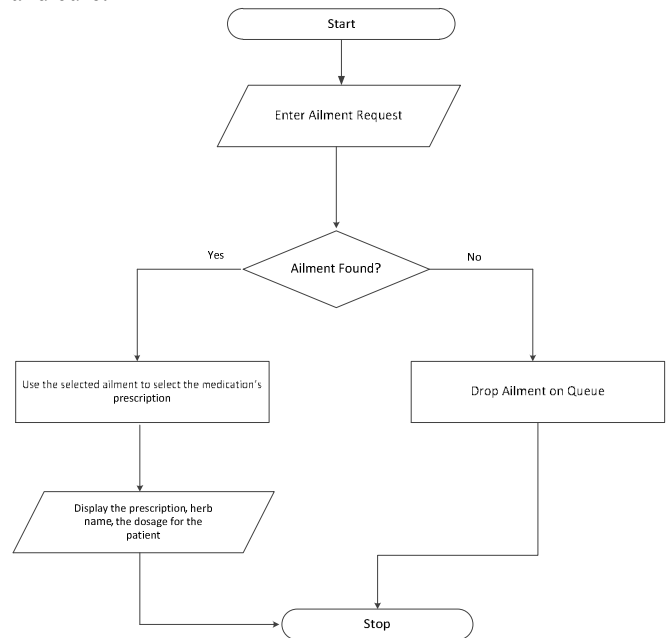 Start
Enter Ailment Request
Ailment Found?
Yes
No
Use the selected ailment to select the medication's
prescription
Drop Ailment on Queue
Display the prescription, herb
name, the dosage for the
patient
Stop